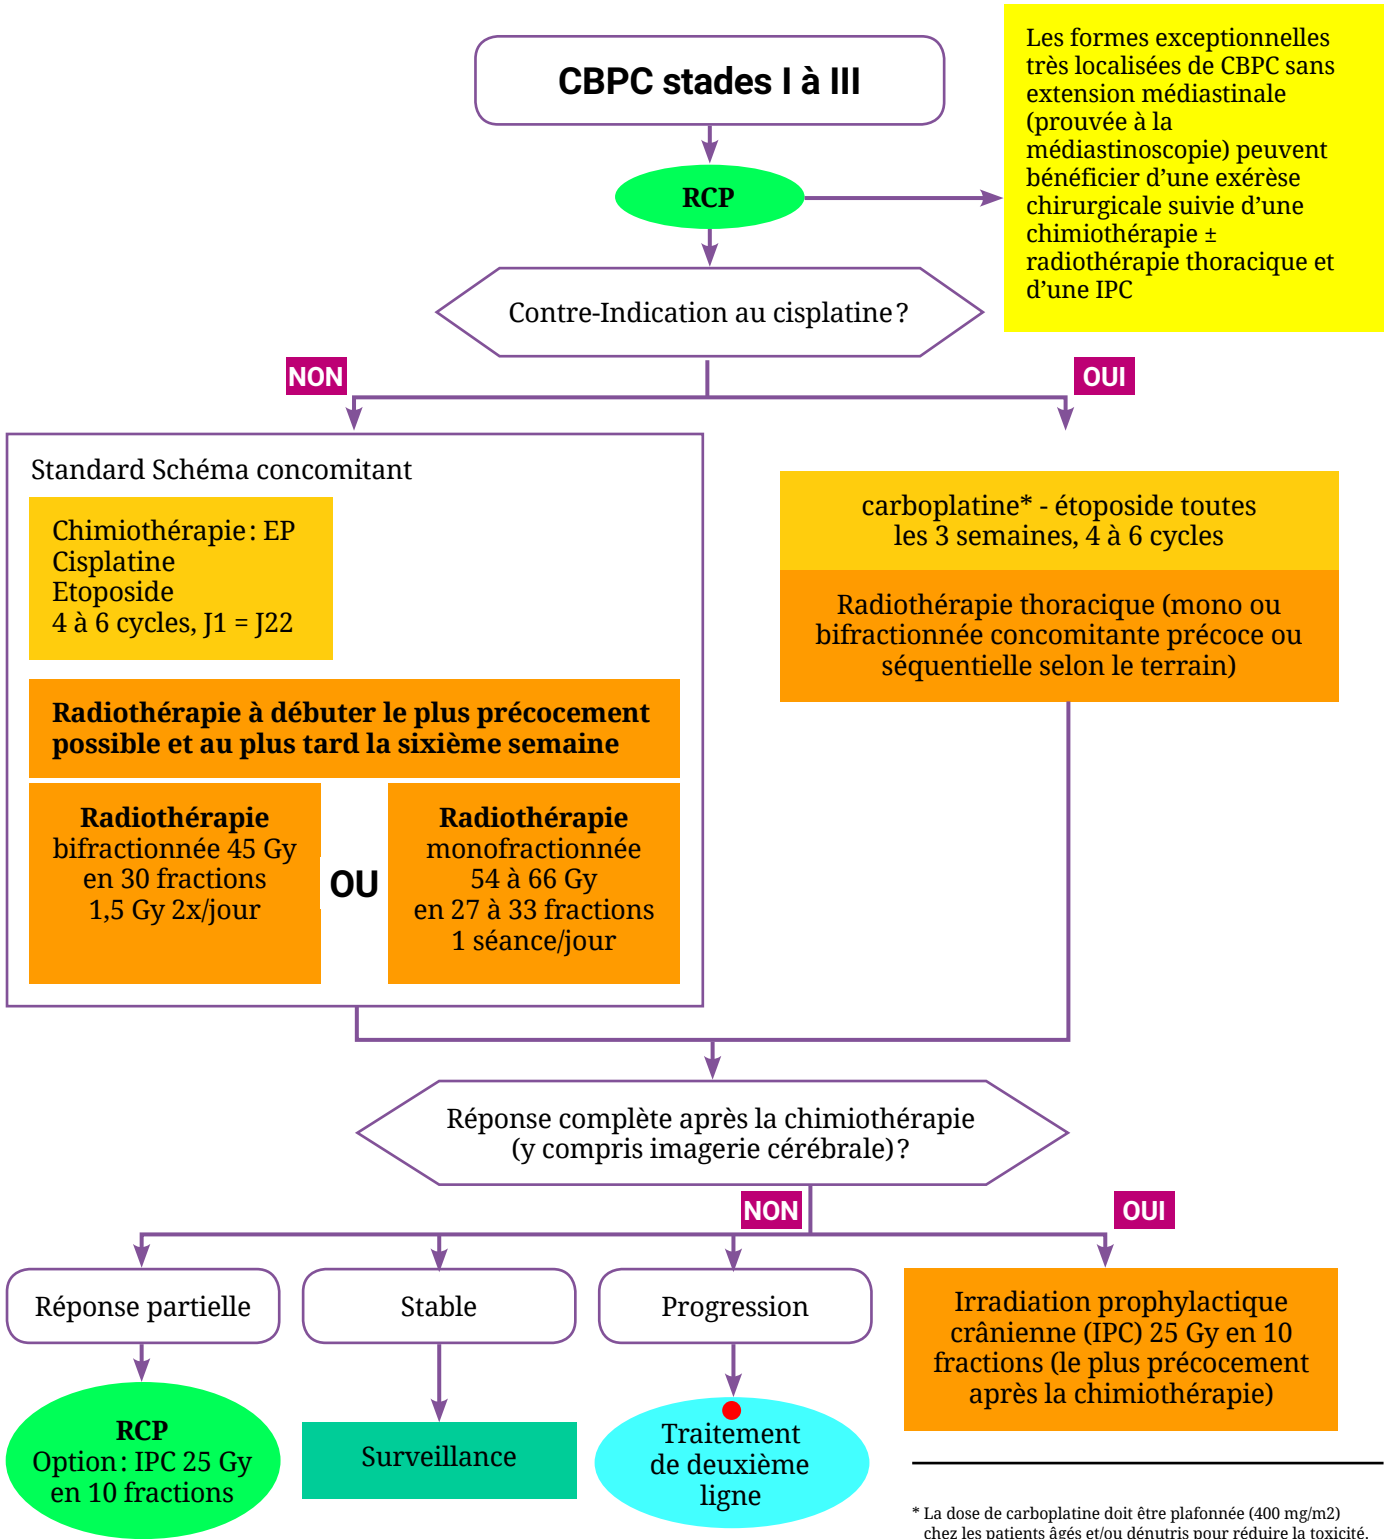 CBPC stades I à III
Les formes exceptionnelles
très localisées de CBPC sans
extension médiastinale
(prouvée à la
médiastinoscopie) peuvent
bénéficier d’une exérèse
chirurgicale suivie d’une
chimiothérapie ±
radiothérapie thoracique et
d’une IPC
RCP
Contre-Indication au cisplatine ?
NON
OUI
Standard Schéma concomitant
Chimiothérapie : EP
Cisplatine
Etoposide
4 à 6 cycles, J1 = J22
Radiothérapie à débuter le plus précocement
possible et au plus tard la sixième semaine
Radiothérapie
bifractionnée 45 Gy
en 30 fractions
1,5 Gy 2x/jour
OU
Radiothérapie
monofractionnée
54 à 66 Gy
en 27 à 33 fractions
1 séance/jour
carboplatine* - étoposide toutes
les 3 semaines, 4 à 6 cycles
Radiothérapie thoracique (mono ou
bifractionnée concomitante précoce ou
séquentielle selon le terrain)
Réponse complète après la chimiothérapie
(y compris imagerie cérébrale) ?
NON
OUI
Réponse partielle
Stable
Progression
Irradiation prophylactique
crânienne (IPC) 25 Gy en 10
fractions (le plus précocement
après la chimiothérapie)
RCP
Option : IPC 25 Gy
en 10 fractions
Surveillance
Traitement
de deuxième
ligne
* La dose de carboplatine doit être plafonnée (400 mg/m2)
chez les patients âgés et/ou dénutris pour réduire la toxicité.